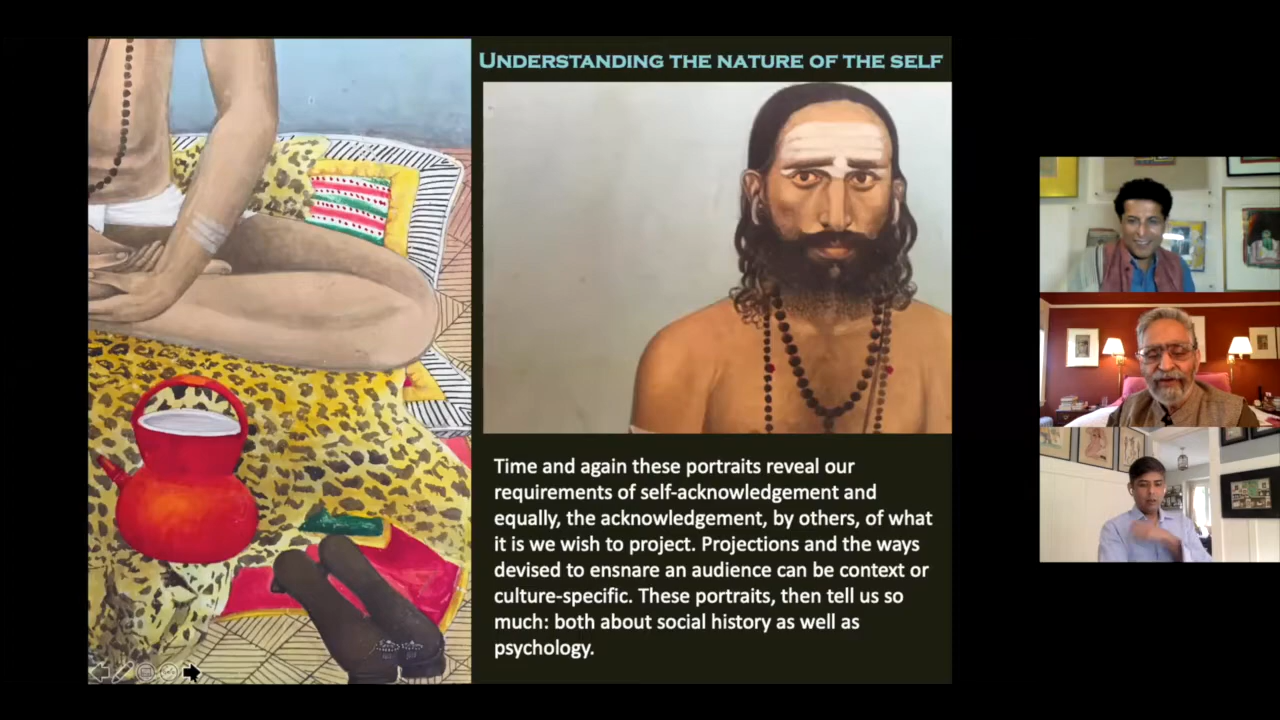 UNDERSTANDING THE NATURE OF THE SELF
Time and again these portraits reveal our
requirements of self-acknowledgement and
equally, the acknowledgement, by others, of what
it is we wish to project. Projections and the ways
devised to ensnare an audience can be context or
culture-specific. These portraits, then tell us so
much: both about social history as well as
psychology.